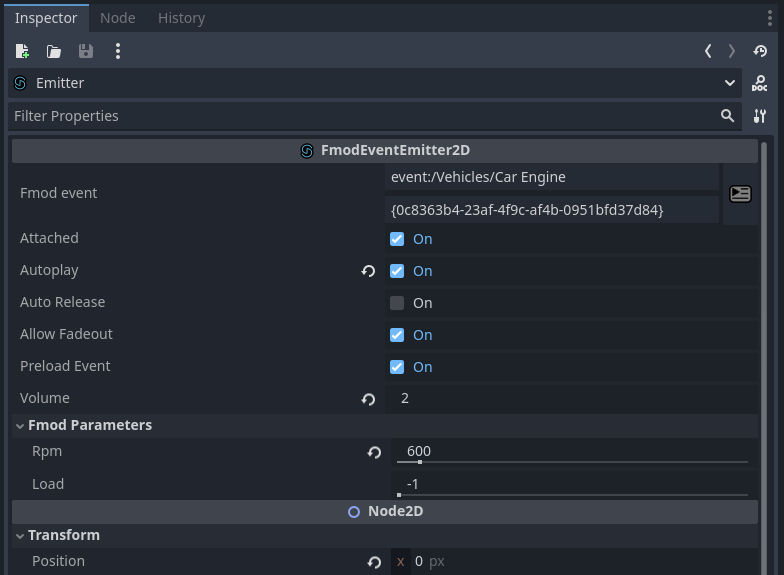 Inspector Node History
Emitter
DOC
Filter Properties
FmodEventEmitter2D
Fmod event event:/Vehicles/Car Engine
{0c8363b4-23af-4f9c-af4b-0951bfd37d84}
Attached On
Autoplay On
Auto Release On
Allow Fadeout On
Preload Event On
Volume 2
Fmod Parameters
Rpm 600
Load -1
Node2D
Transform
Position x 0 px